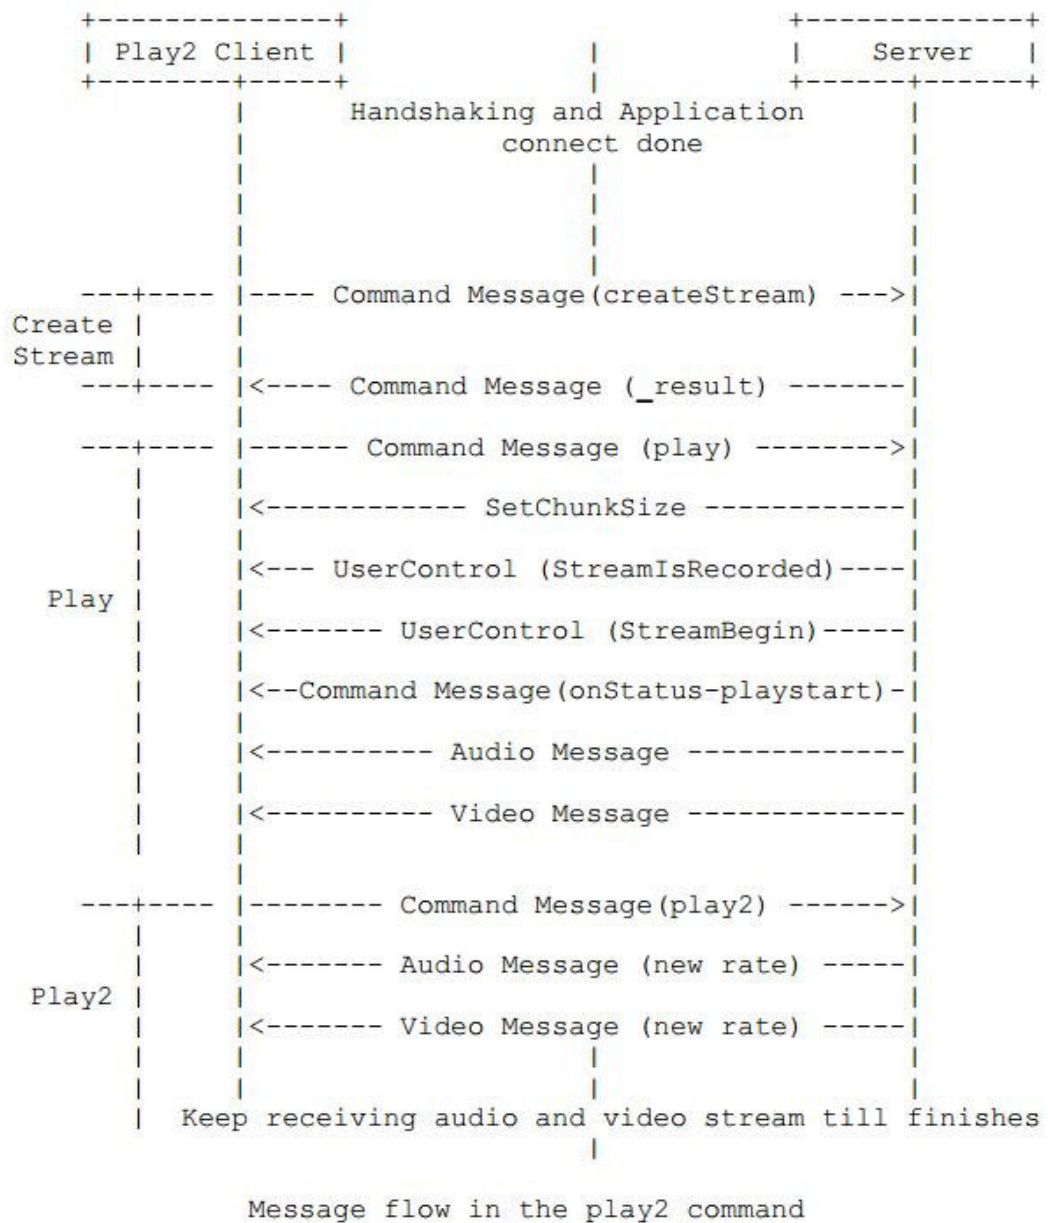 Play2 Client Server
Handshaking and Application
connect done
Command Message(createStream)
Create
Stream
Command Message (_result)
Command Message (play)
SetChunkSize
UserControl (StreamIsRecorded)
Play
UserControl (StreamBegin)
Command Message(onStatus-playstart)
Audio Message
Video Message
Command Message(play2)
Audio Message (new rate)
Play2
Video Message (new rate)
Keep receiving audio and video stream till finishes
Message flow in the play2 command